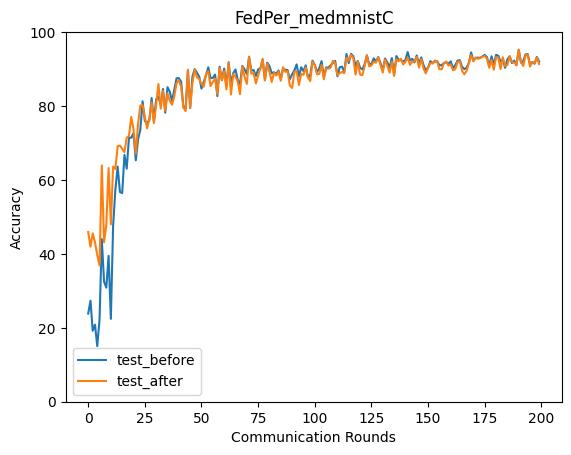 FedPer_medmnistC
100
80
60
40
20
0
Accuracy
test_before
test_after
0 25 50 75 100 125 150 175 200
Communication Rounds